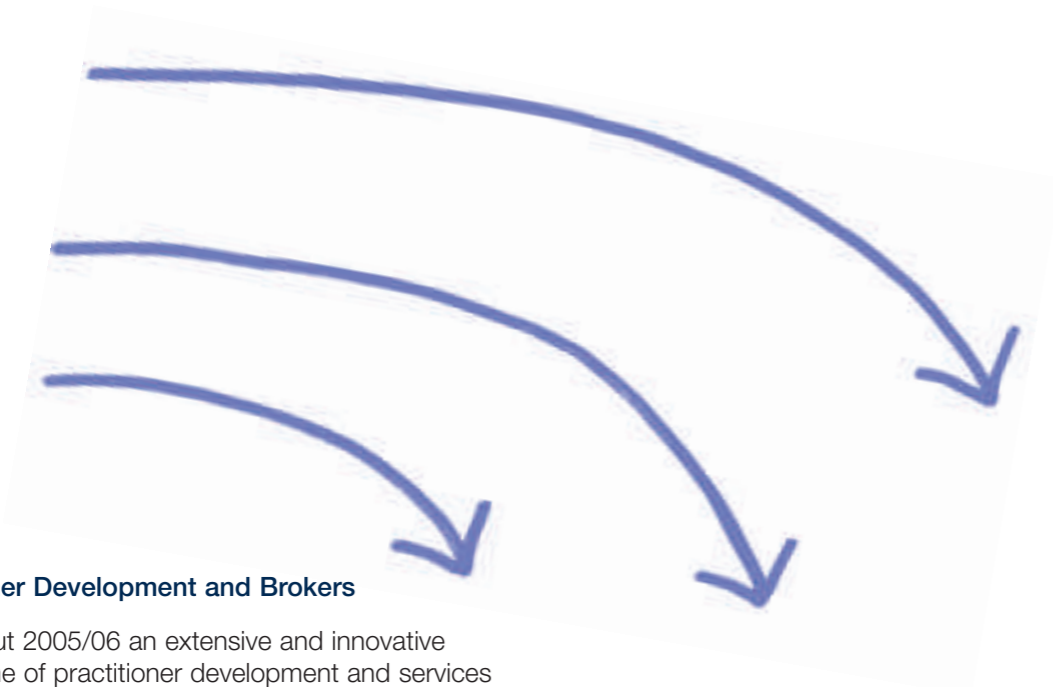 er Development and Brokers
ut 2005/06 an extensive and innovative
e of practitioner development and services